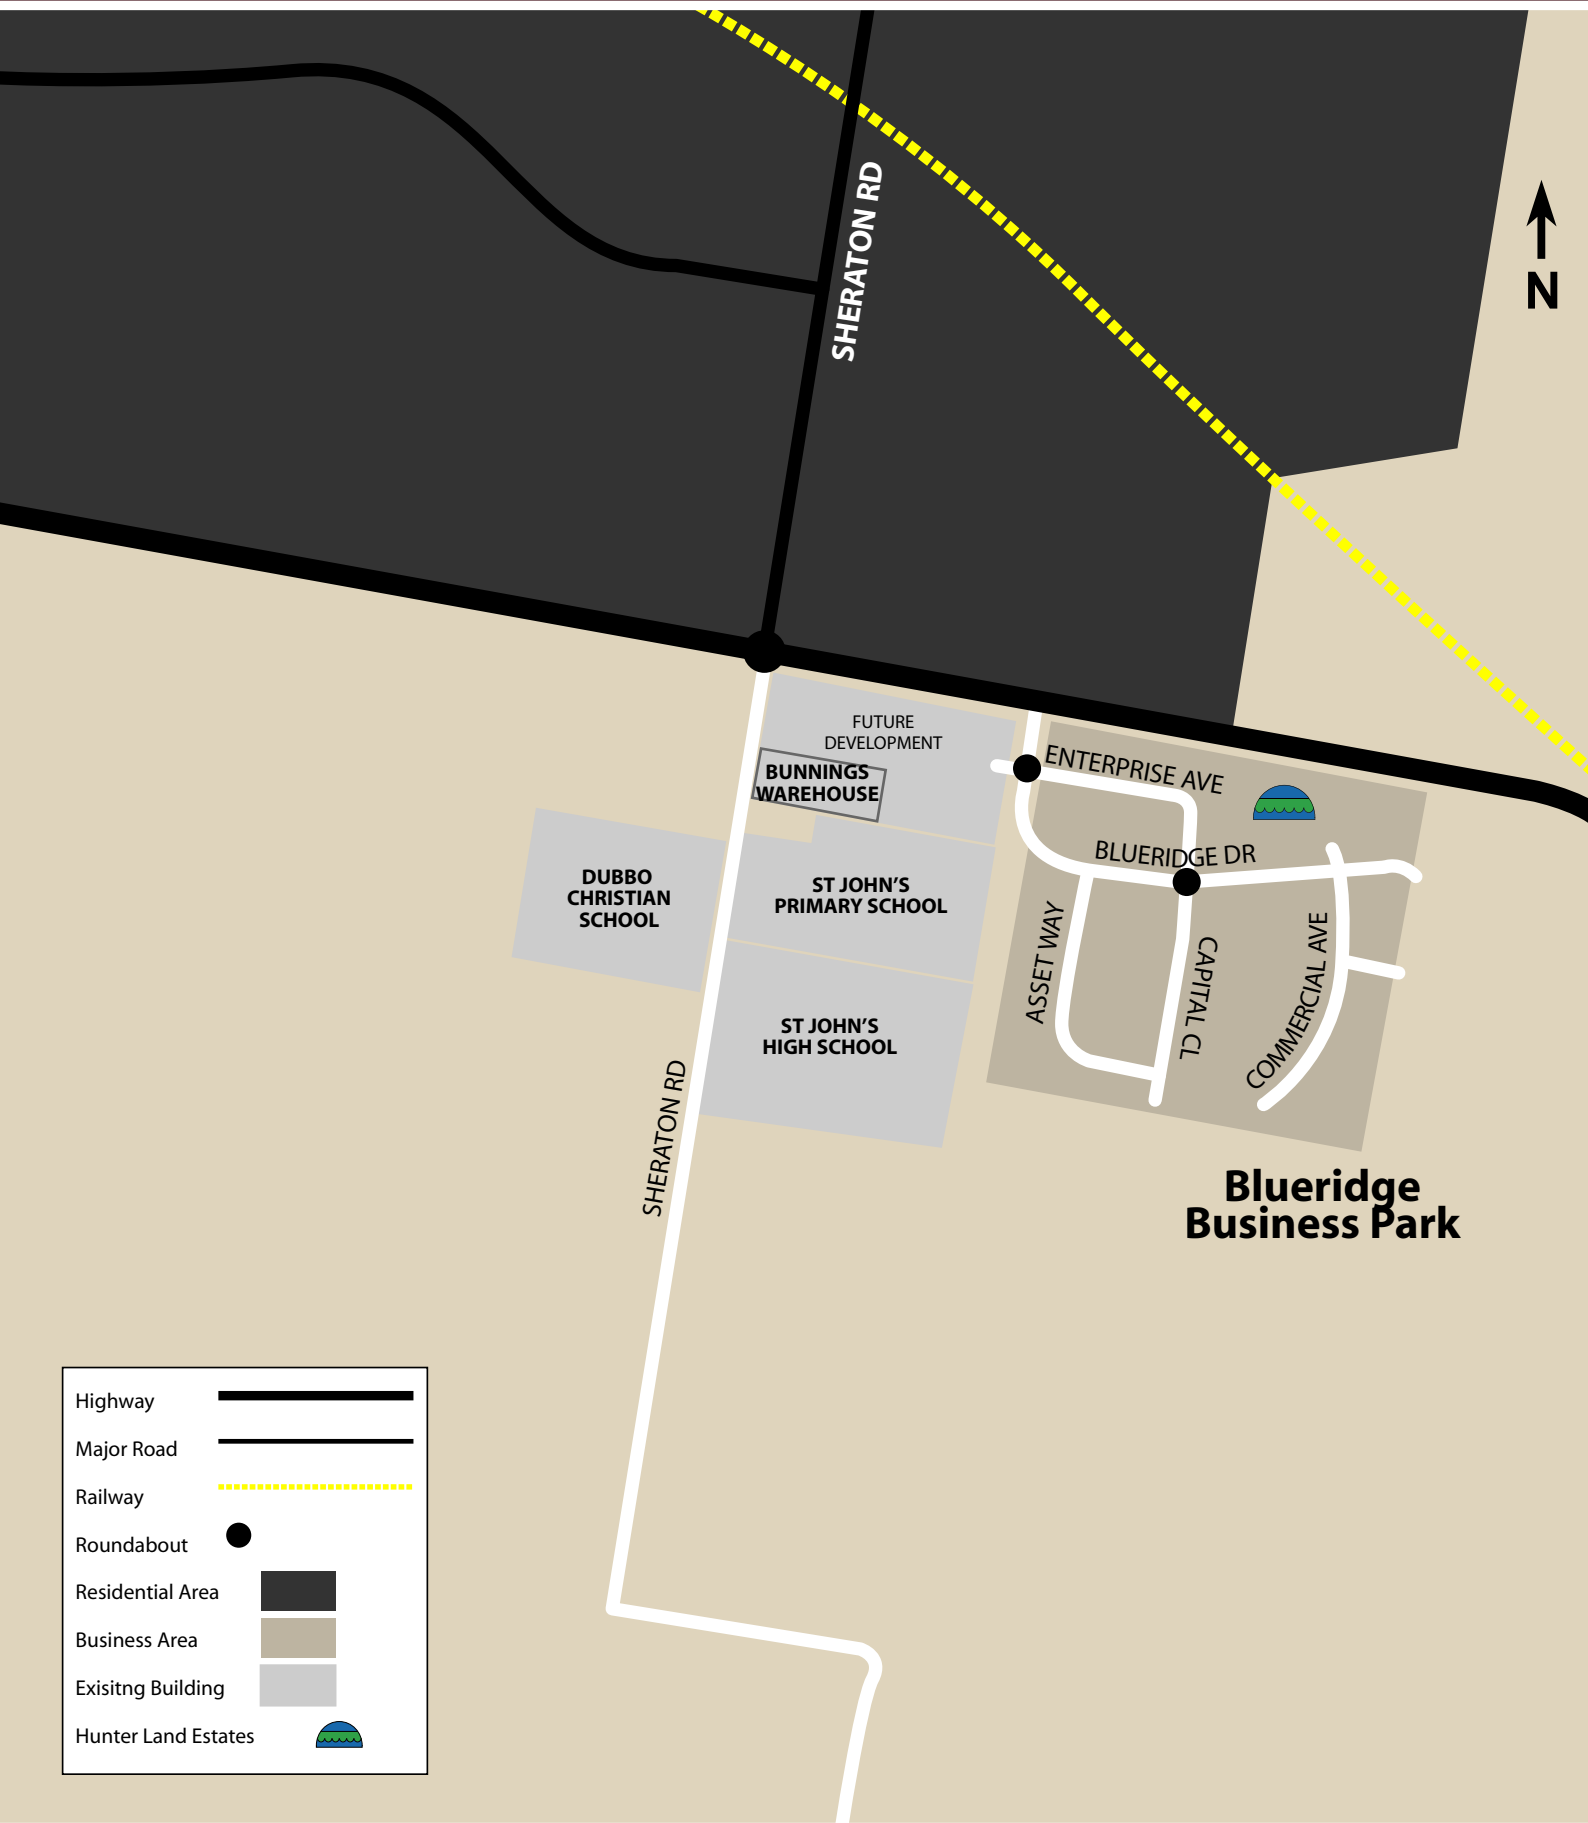 SHERATON RD
N
FUTURE
DEVELOPMENT
BUNNINGS
WAREHOUSE
ENTERPRISE AVE
BLUERIDGE DR
DUBBO
CHRISTIAN
SCHOOL
ST JOHN'S
PRIMARY SCHOOL
ASSET WAY
CAPITAL CL
COMMERCIAL AVE
ST JOHN'S
HIGH SCHOOL
SHERATON RD
Blueridge
Business Park
Highway
Major Road
Railway
Roundabout
Residential Area
Business Area
Exisitng Building
Hunter Land Estates